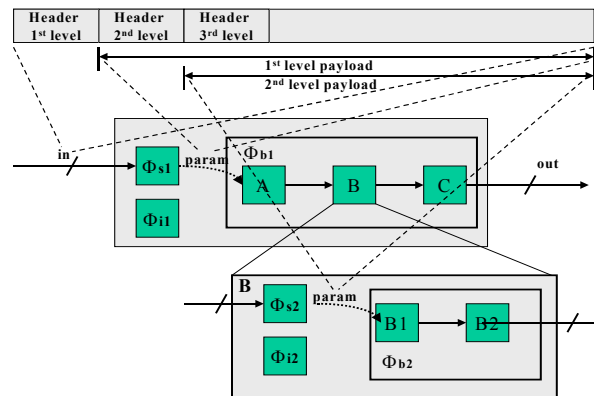 Header Header Header
1st level 2nd level 3rd level
1st level payload
2nd level payload
in
Φs1
param
Φb1
A
B
C
out
Φi1
B
Φs2
param
B1
B2
Φi2
Φb2